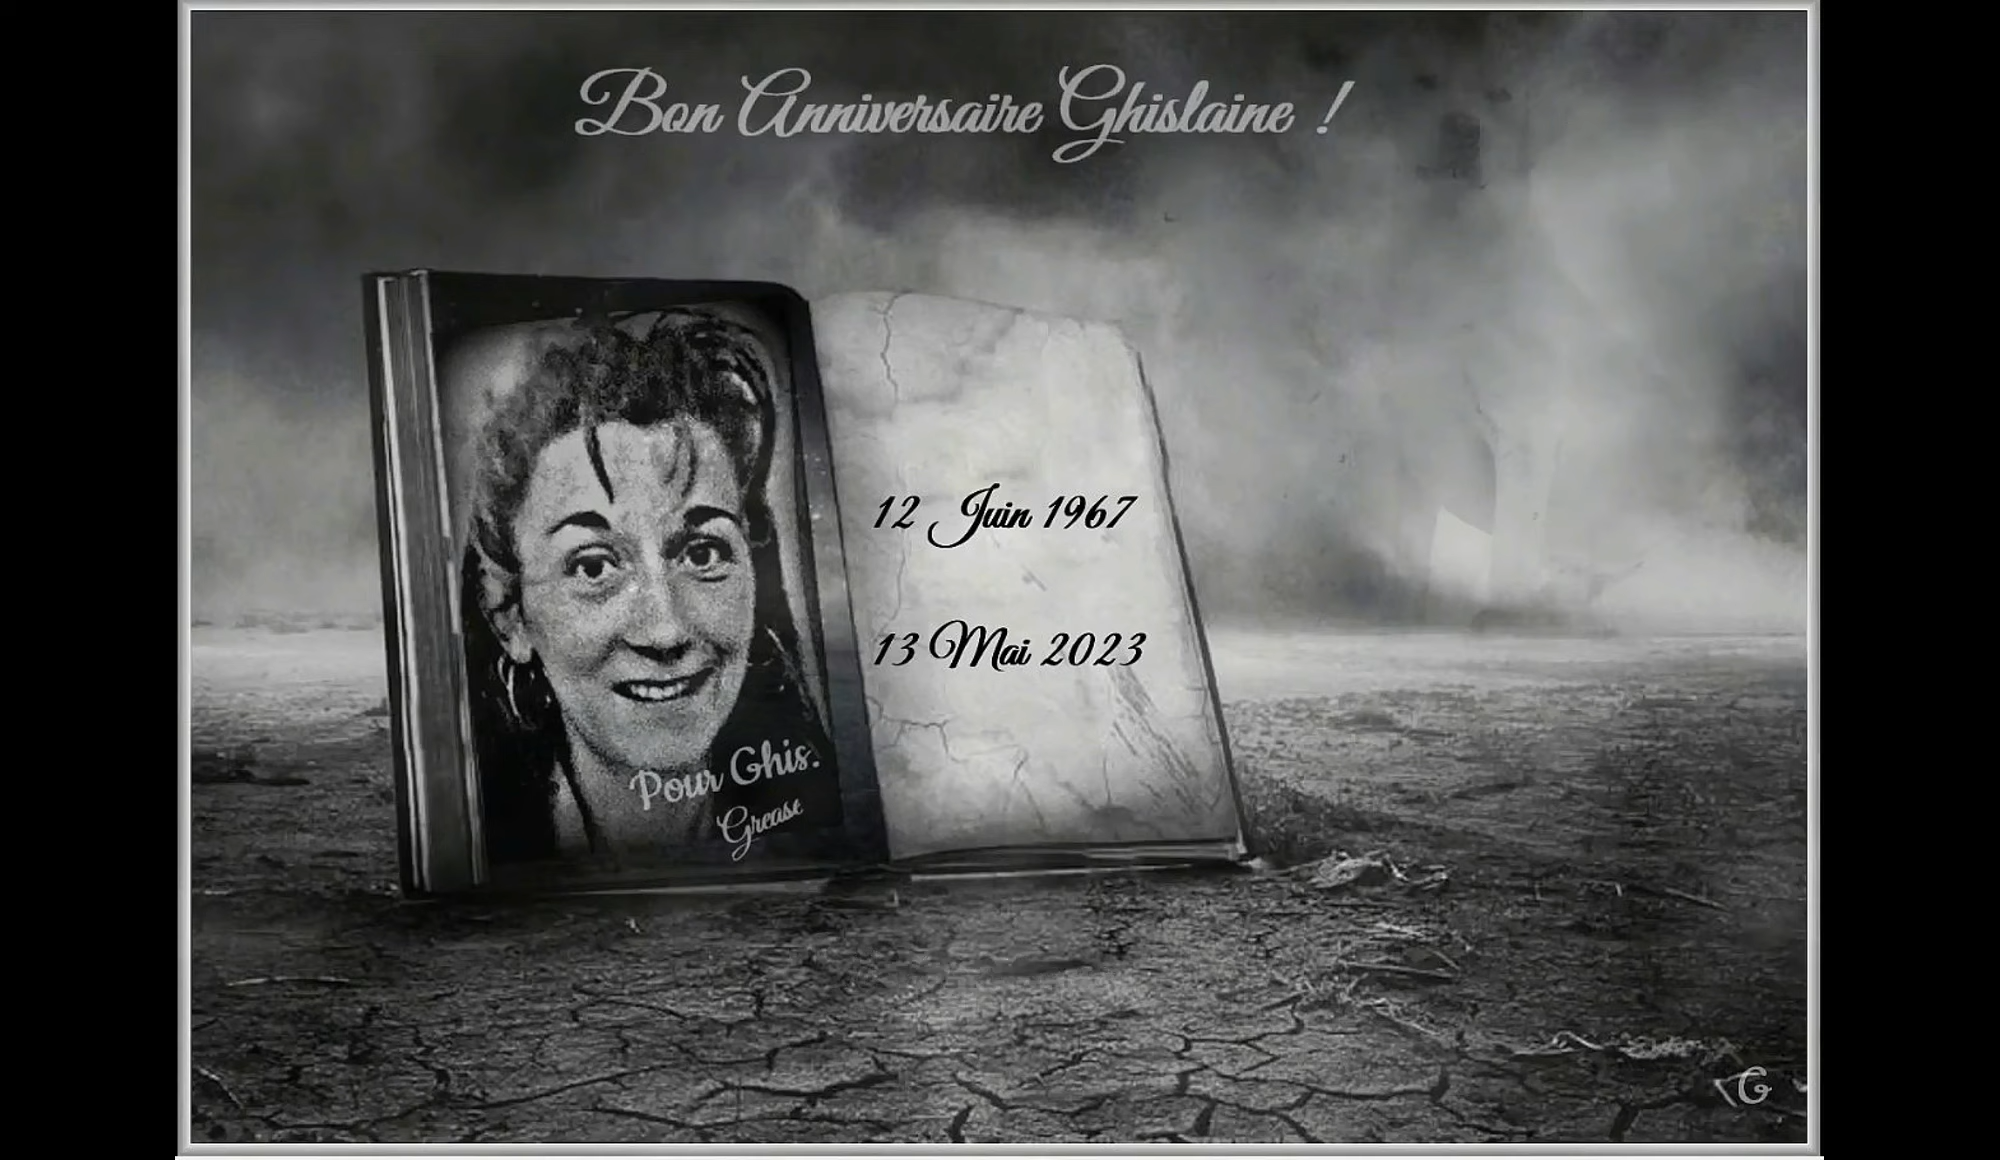 Bon Anniversaire Ghislaine !
12 Juin 1967
13 Mai 2023
Pour Ghis.
Grease
G